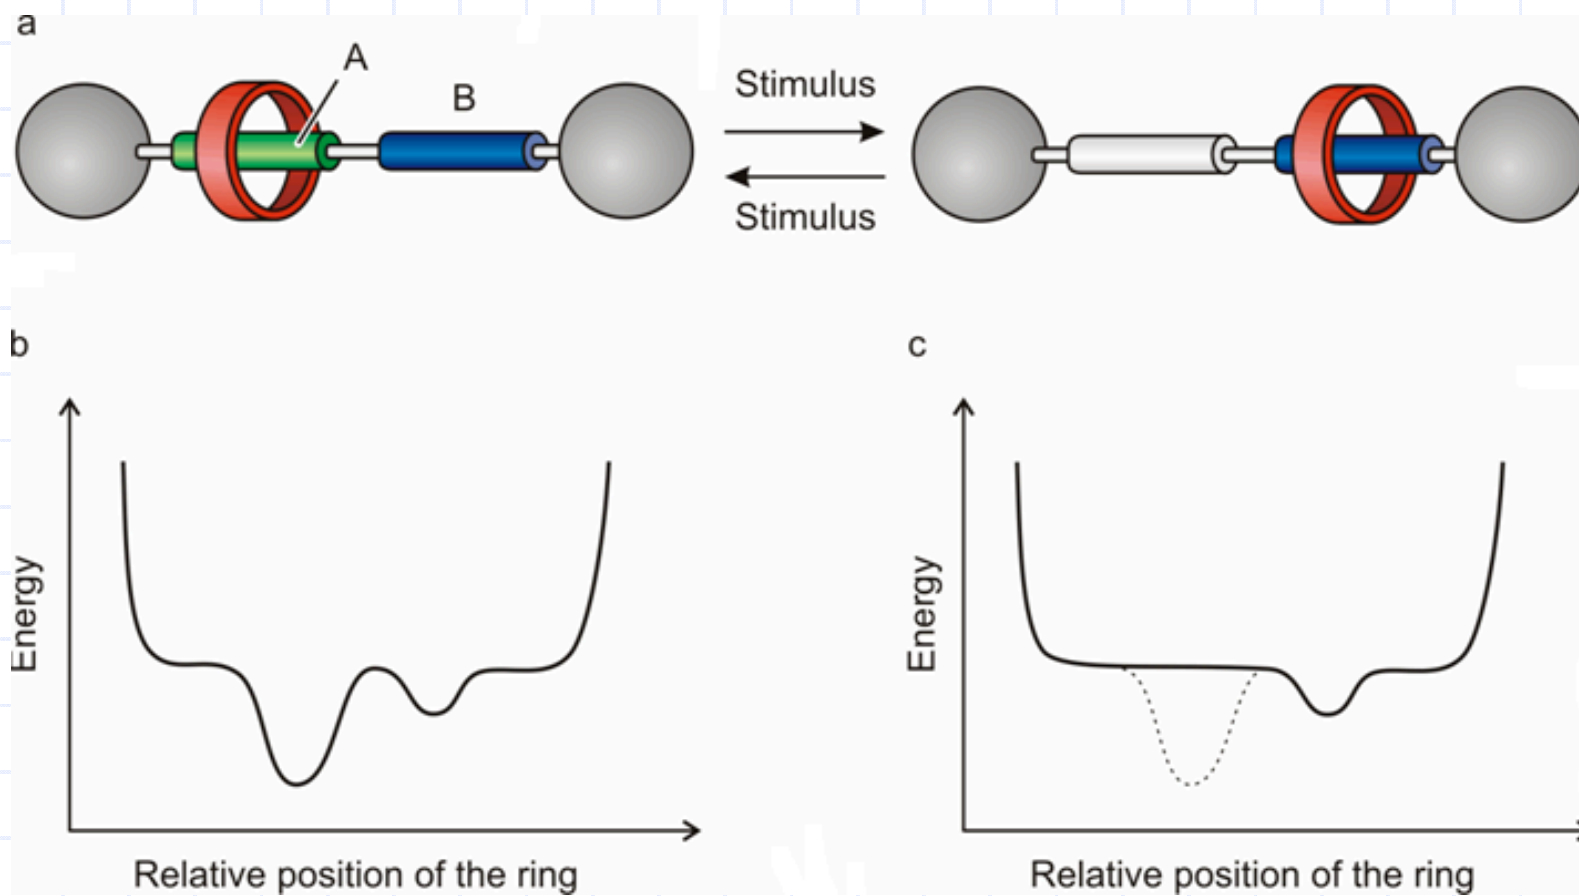 a
A
B
Stimulus
Stimulus
b
c
Energy
Energy
Relative position of the ring
Relative position of the ring